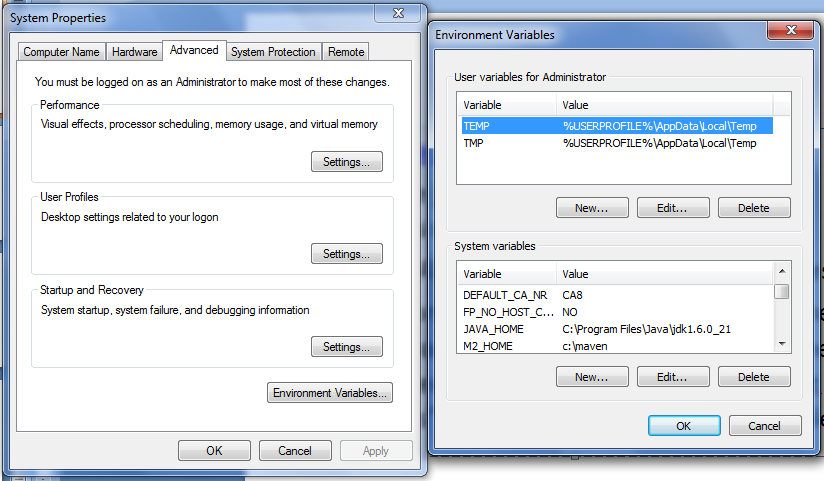 System Properties
Computer Name Hardware Advanced System Protection Remote
You must be logged on as an Administrator to make most of these changes.
Performance
Visual effects, processor scheduling, memory usage, and virtual memory
Settings...
User Profiles
Desktop settings related to your logon
Settings...
Startup and Recovery
System startup, system failure, and debugging information
Settings...
Environment Variables...
OK Cancel Apply
Environment Variables
User variables for Administrator
Variable Value
TEMP %USERPROFILE%\AppData\Local\Temp
TMP %USERPROFILE%\AppData\Local\Temp
New... Edit... Delete
System variables
Variable Value
DEFAULT_CA_NR CA8
FP_NO_HOST_C... NO
JAVA_HOME C:\Program Files\Java\jdk1.6.0_21
M2_HOME c:\maven
New... Edit... Delete
OK Cancel